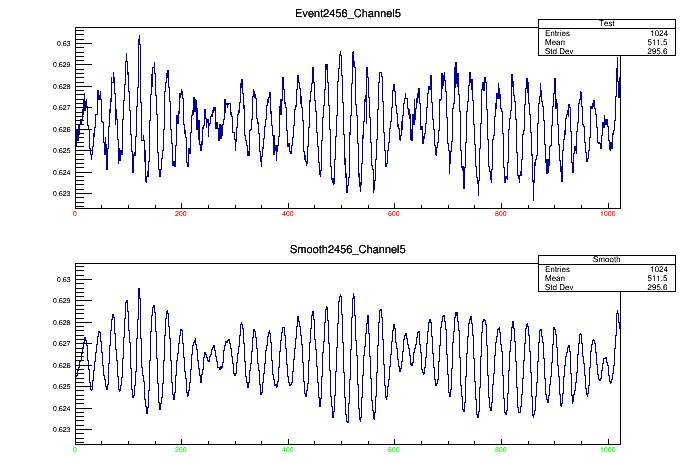 Event2456_Channel5
Test
Entries 1024
Mean 511.5
Std Dev 295.6
0.63
0.629
0.628
0.627
0.626
0.625
0.624
0.623
0 200 400 600 800 1000
Smooth2456_Channel5
Smooth
Entries 1024
Mean 511.5
Std Dev 295.6
0.63
0.629
0.628
0.627
0.626
0.625
0.624
0.623
0 200 400 600 800 1000